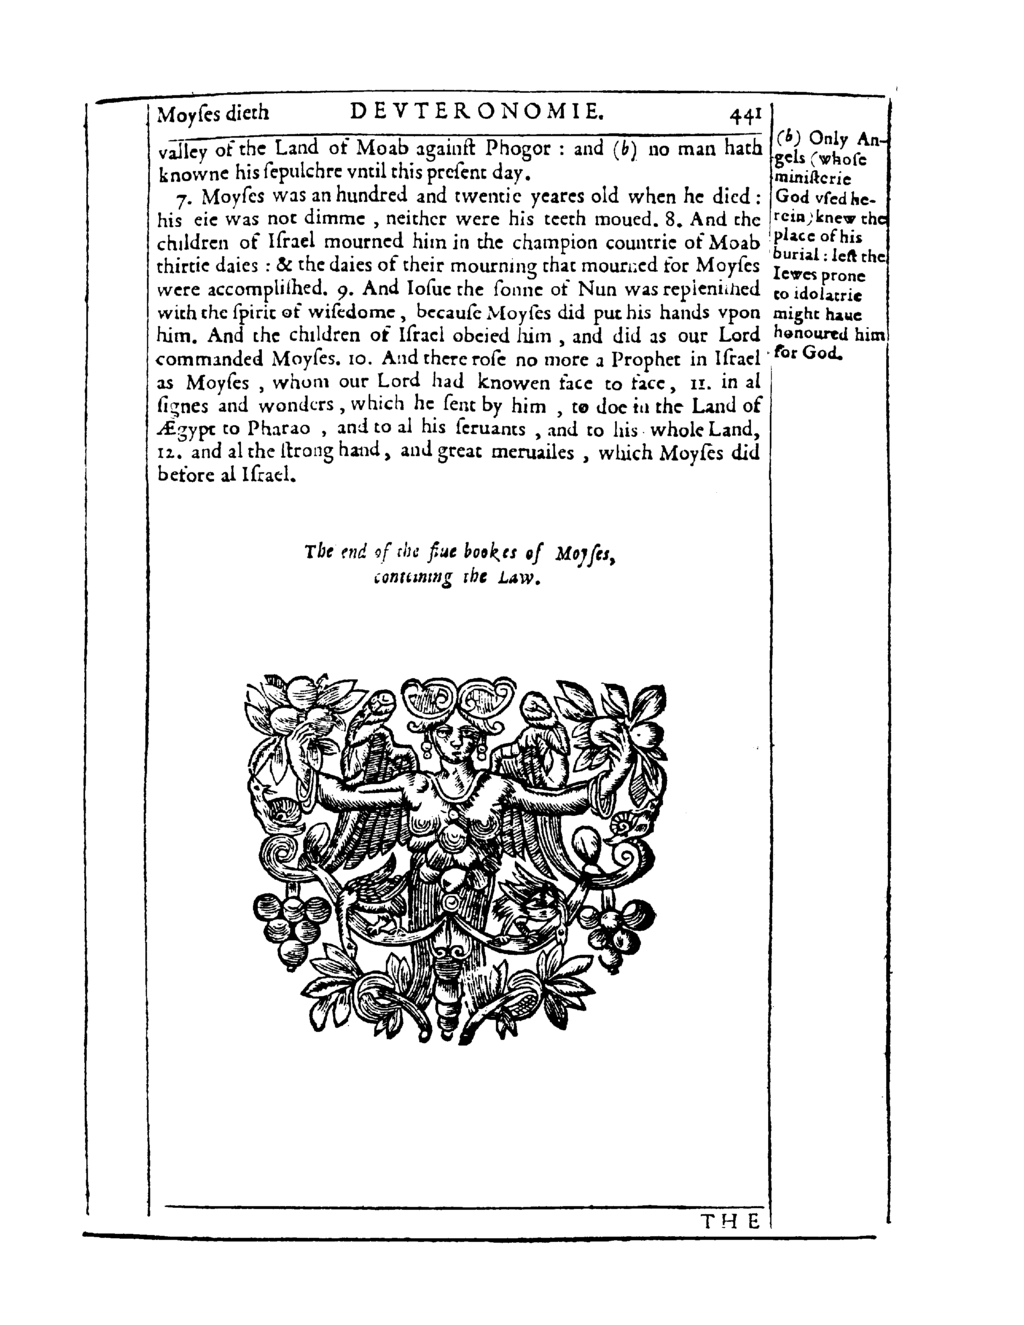 Moyſes dieth DEVTERONOMIE. 441
valley of the Land of Moab againſt Phogor : and (b) no man hath
knowne his ſepulchre vntil this preſent day.
7. Moyſes was an hundred and twentie yeares old when he died :
his eie was not dimme , neither were his teeth moued. 8. And the
children of Iſrael mourned him in the champion countrie of Moab
thirtie daies : & the daies of their mourning that mourned for Moyſes
were accompliſhed. 9. And Ioſue the ſonne of Nun was repleniſhed
with the ſpirit of wiſedome , becauſe Moyſes did put his hands vpon
him. And the children of Iſrael obeied him , and did as our Lord
commanded Moyſes. 10. And there roſe no more a Prophet in Iſrael
as Moyſes , whom our Lord had knowen face to face, 11. in al
ſignes and wonders , which he ſent by him , to doe in the Land of
Ægypt to Pharao , and to al his ſeruants , and to his whole Land,
12. and al the ſtrong hand , and great meruailes , which Moyſes did
before al Iſrael.
(b) Only An-
gels (whoſe
miniſterie
God vſed he-
rein) knew the
place of his
burial : leſt the
Iewes prone
to idolatrie
might haue
honoured him
for God.
The end of the fiue bookes of Moyſes,
containing the Law.
THE